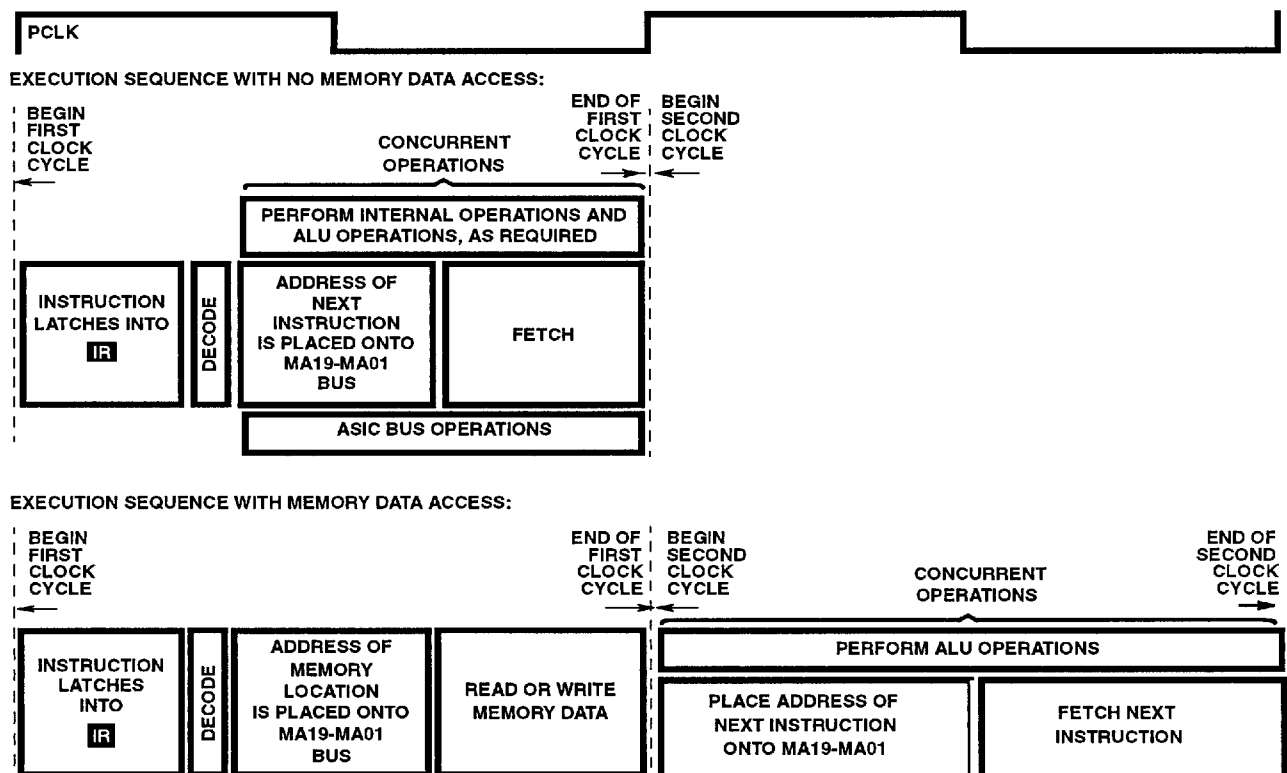 PCLK
EXECUTION SEQUENCE WITH NO MEMORY DATA ACCESS:
BEGIN
FIRST
CLOCK
CYCLE
CONCURRENT
OPERATIONS
END OF
FIRST
CLOCK
CYCLE
BEGIN
SECOND
CLOCK
CYCLE
PERFORM INTERNAL OPERATIONS AND
ALU OPERATIONS, AS REQUIRED
INSTRUCTION
LATCHES INTO
IR
DECODE
ADDRESS OF
NEXT
INSTRUCTION
IS PLACED ONTO
MA19-MA01
BUS
FETCH
ASIC BUS OPERATIONS
EXECUTION SEQUENCE WITH MEMORY DATA ACCESS:
BEGIN
FIRST
CLOCK
CYCLE
END OF
FIRST
CLOCK
CYCLE
BEGIN
SECOND
CLOCK
CYCLE
CONCURRENT
OPERATIONS
END OF
SECOND
CLOCK
CYCLE
INSTRUCTION
LATCHES
INTO
IR
DECODE
ADDRESS OF
MEMORY
LOCATION
IS PLACED ONTO
MA19-MA01
BUS
READ OR WRITE
MEMORY DATA
PERFORM ALU OPERATIONS
PLACE ADDRESS OF
NEXT INSTRUCTION
ONTO MA19-MA01
FETCH NEXT
INSTRUCTION